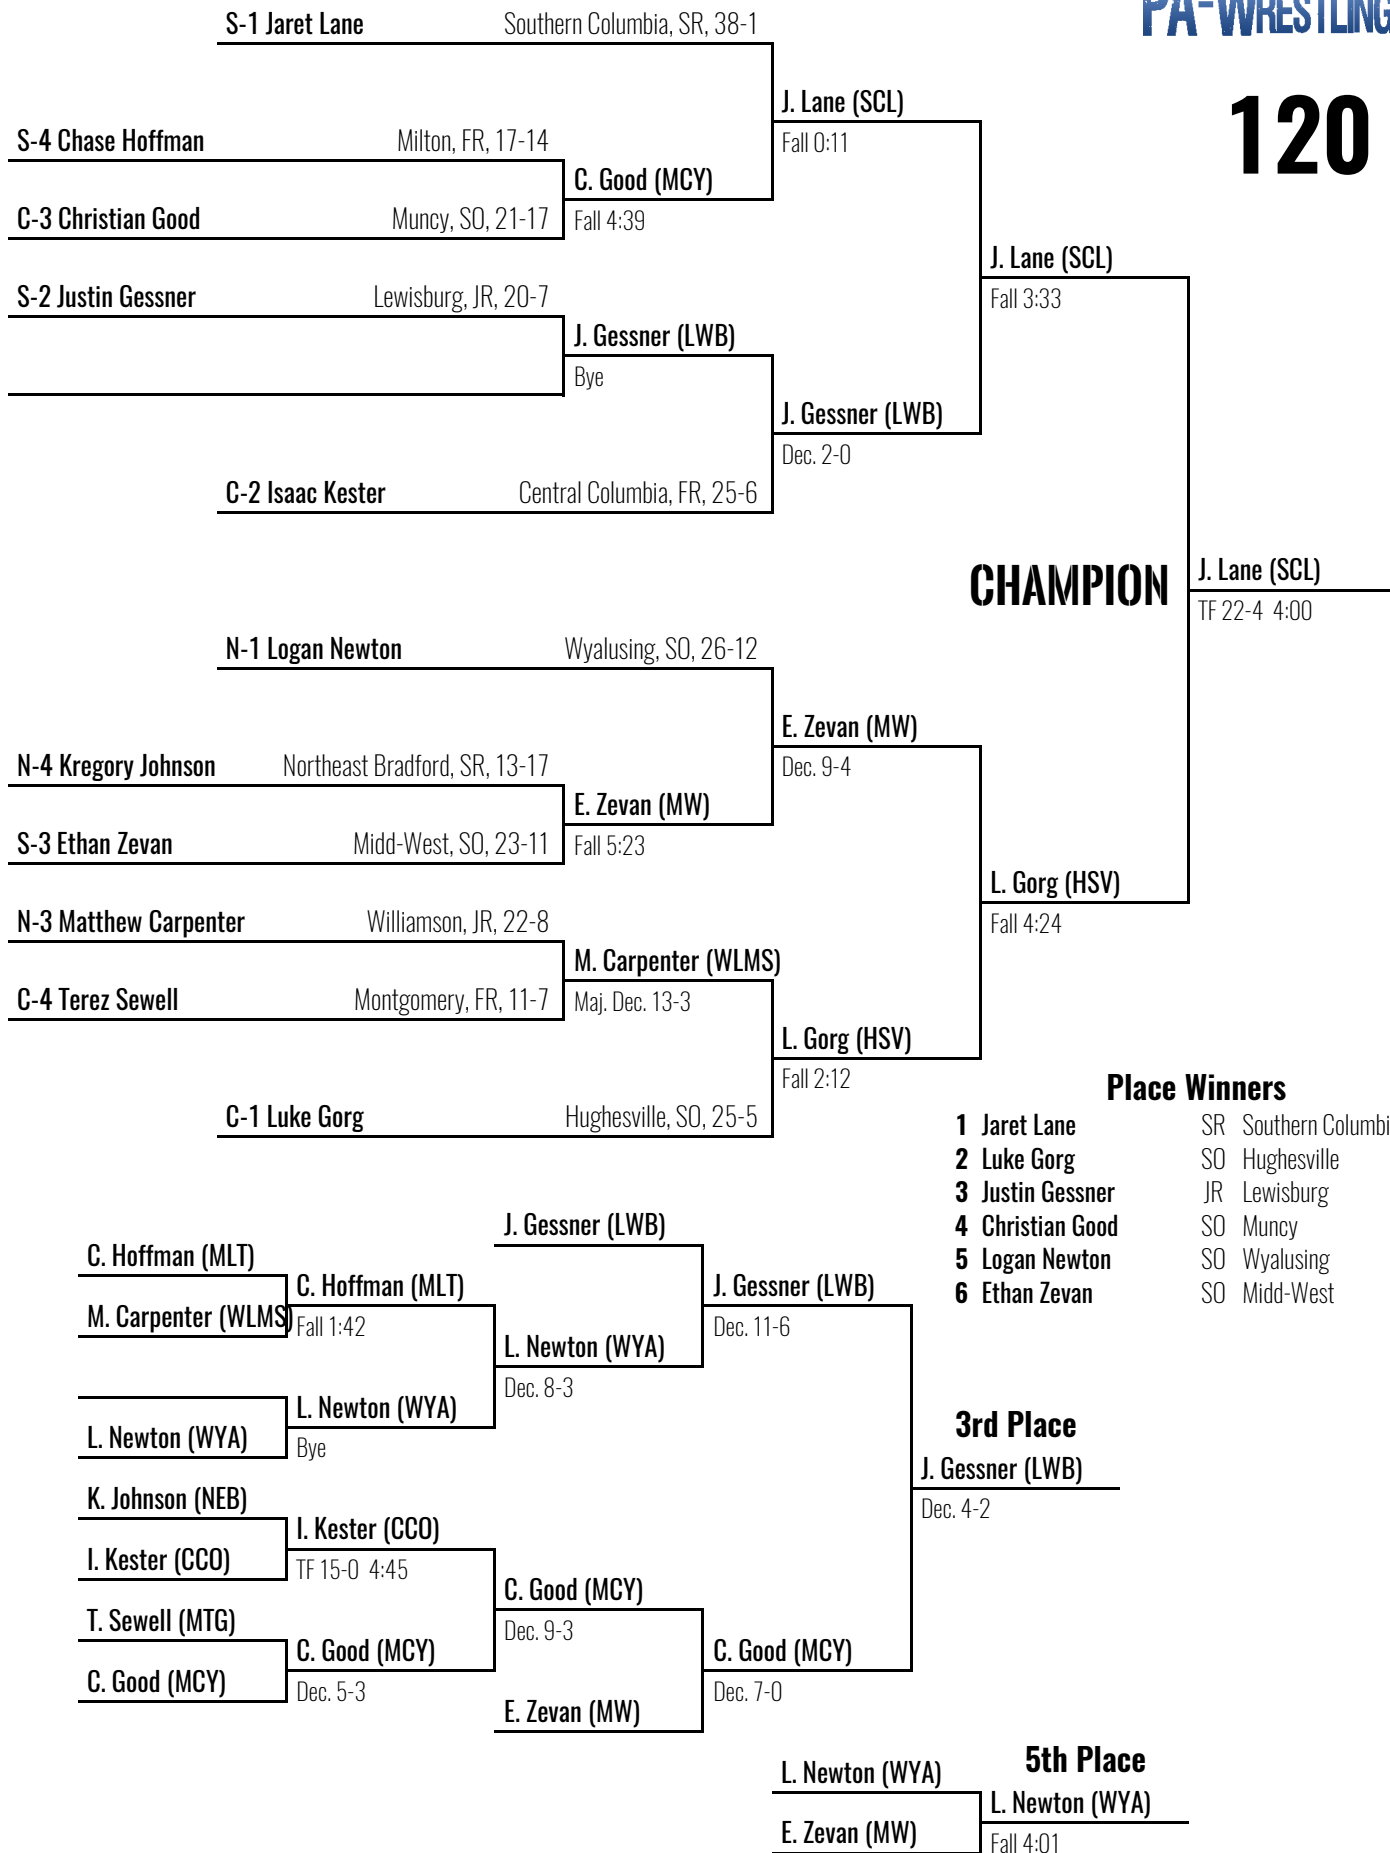 S-1 Jaret Lane Southern Columbia, SR, 38-1
PA-WRESTLING
J. Lane (SCL)
120
S-4 Chase Hoffman Milton, FR, 17-14
Fall 0:11
C. Good (MCY)
C-3 Christian Good Muncy, SO, 21-17
Fall 4:39
J. Lane (SCL)
S-2 Justin Gessner Lewisburg, JR, 20-7
Fall 3:33
J. Gessner (LWB)
Bye
J. Gessner (LWB)
Dec. 2-0
C-2 Isaac Kester Central Columbia, FR, 25-6
CHAMPION
J. Lane (SCL)
TF 22-4 4:00
N-1 Logan Newton Wyalusing, SO, 26-12
E. Zevan (MW)
N-4 Kregory Johnson Northeast Bradford, SR, 13-17
Dec. 9-4
E. Zevan (MW)
S-3 Ethan Zevan Midd-West, SO, 23-11
Fall 5:23
L. Gorg (HSV)
N-3 Matthew Carpenter Williamson, JR, 22-8
Fall 4:24
M. Carpenter (WLMS)
C-4 Terez Sewell Montgomery, FR, 11-7
Maj. Dec. 13-3
L. Gorg (HSV)
Fall 2:12
C-1 Luke Gorg Hughesville, SO, 25-5
Place Winners
1 Jaret Lane SR Southern Columbi
2 Luke Gorg SO Hughesville
3 Justin Gessner JR Lewisburg
4 Christian Good SO Muncy
5 Logan Newton SO Wyalusing
6 Ethan Zevan SO Midd-West
J. Gessner (LWB)
C. Hoffman (MLT)
C. Hoffman (MLT)
J. Gessner (LWB)
M. Carpenter (WLMS)
Fall 1:42
Dec. 11-6
L. Newton (WYA)
Dec. 8-3
L. Newton (WYA)
L. Newton (WYA)
Bye
3rd Place
J. Gessner (LWB)
Dec. 4-2
K. Johnson (NEB)
I. Kester (CCO)
I. Kester (CCO)
TF 15-0 4:45
C. Good (MCY)
Dec. 9-3
T. Sewell (MTG)
C. Good (MCY)
C. Good (MCY)
C. Good (MCY)
Dec. 5-3
Dec. 7-0
E. Zevan (MW)
5th Place
L. Newton (WYA)
L. Newton (WYA)
E. Zevan (MW)
Fall 4:01